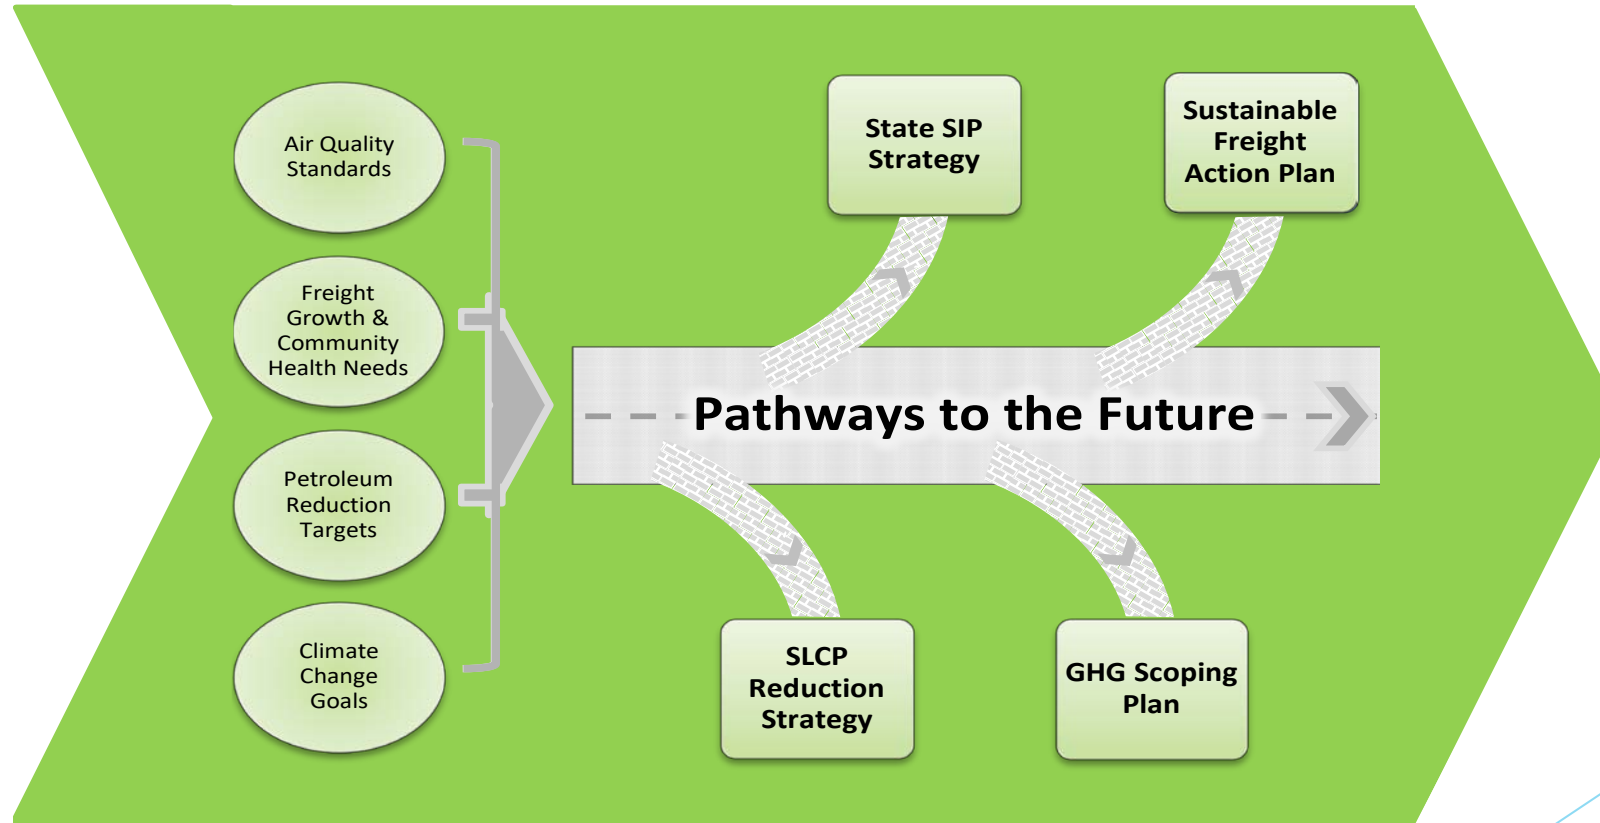 Air Quality
Standards
Freight
Growth &
Community
Health Needs
Petroleum
Reduction
Targets
Climate
Change
Goals
State SIP
Strategy
Sustainable
Freight
Action Plan
Pathways to the Future
SLCP
Reduction
Strategy
GHG Scoping
Plan